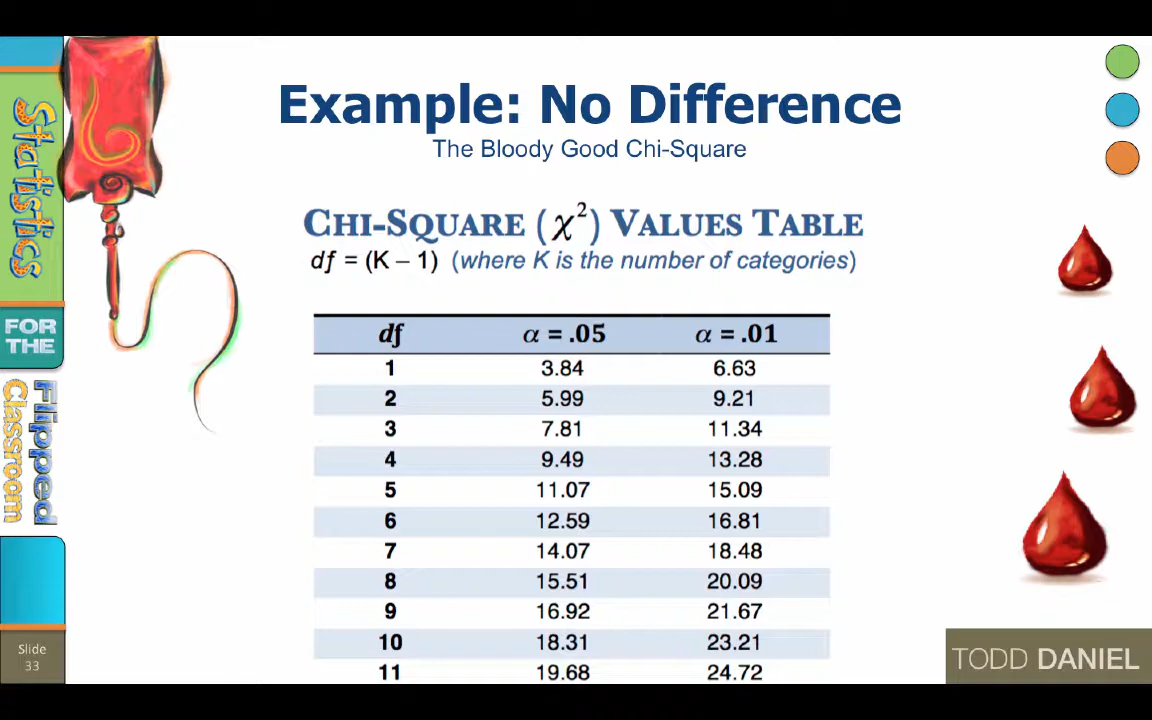 Statistics
FOR THE
Flipped
Classroom
Slide
33
Example: No Difference
The Bloody Good Chi-Square
CHI-SQUARE (χ²) VALUES TABLE
df = (K – 1) (where K is the number of categories)
df α = .05 α = .01
1 3.84 6.63
2 5.99 9.21
3 7.81 11.34
4 9.49 13.28
5 11.07 15.09
6 12.59 16.81
7 14.07 18.48
8 15.51 20.09
9 16.92 21.67
10 18.31 23.21
11 19.68 24.72
TODD DANIEL